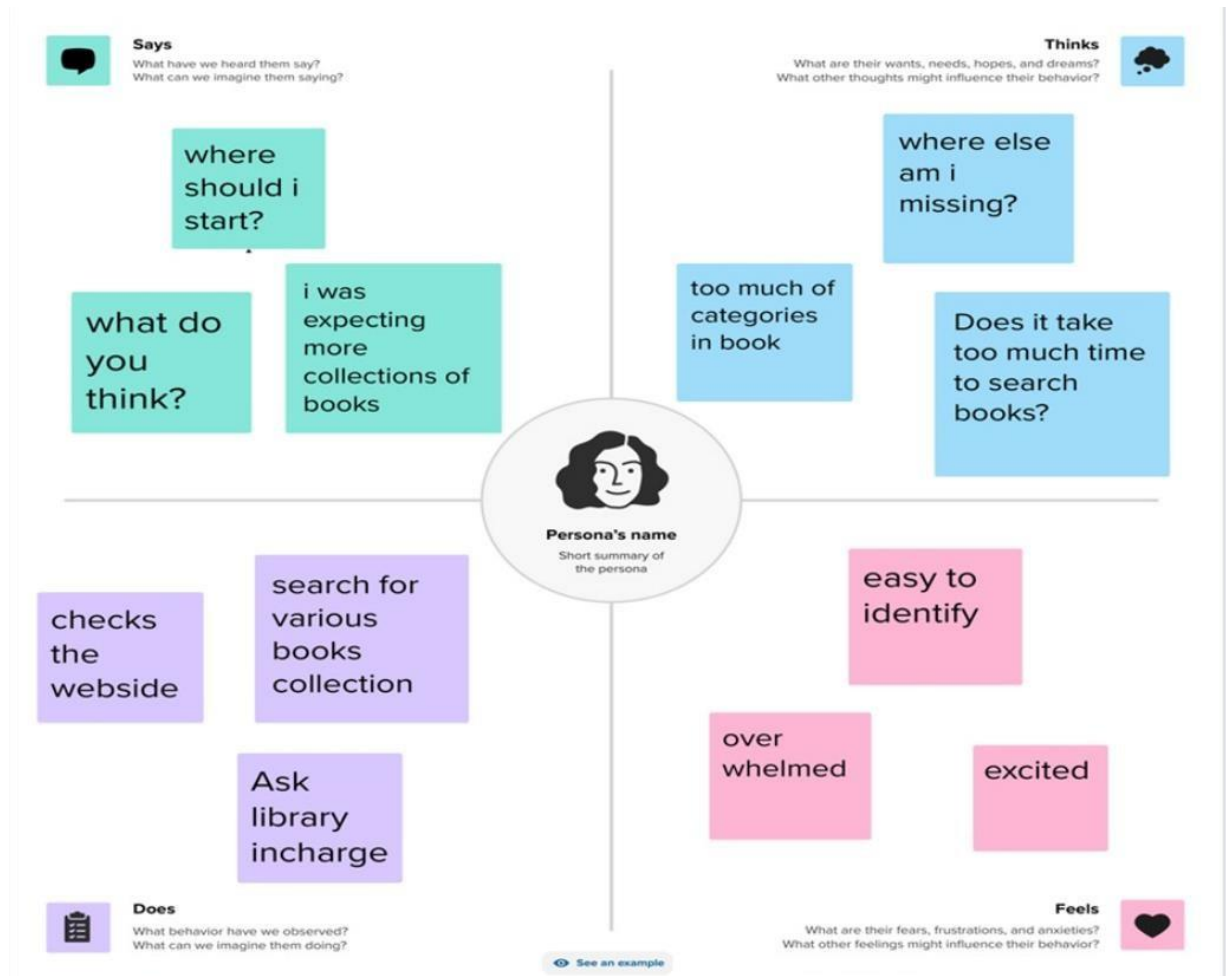 Says
What have we heard them say?
What can we imagine them saying?
where
should i
start?
what do
you
think?
i was
expecting
more
collections of
books
Thinks
What are their wants, needs, hopes, and dreams?
What other thoughts might influence their behavior?
where else
am i
missing?
too much of
categories
in book
Does it take
too much time
to search
books?
Persona's name
Short summary of
the persona
checks
the
webside
search for
various
books
collection
Ask
library
incharge
Does
What behavior have we observed?
What can we imagine them doing?
easy to
identify
over
whelmed
excited
Feels
What are their fears, frustrations, and anxieties?
What other feelings might influence their behavior?
See an example